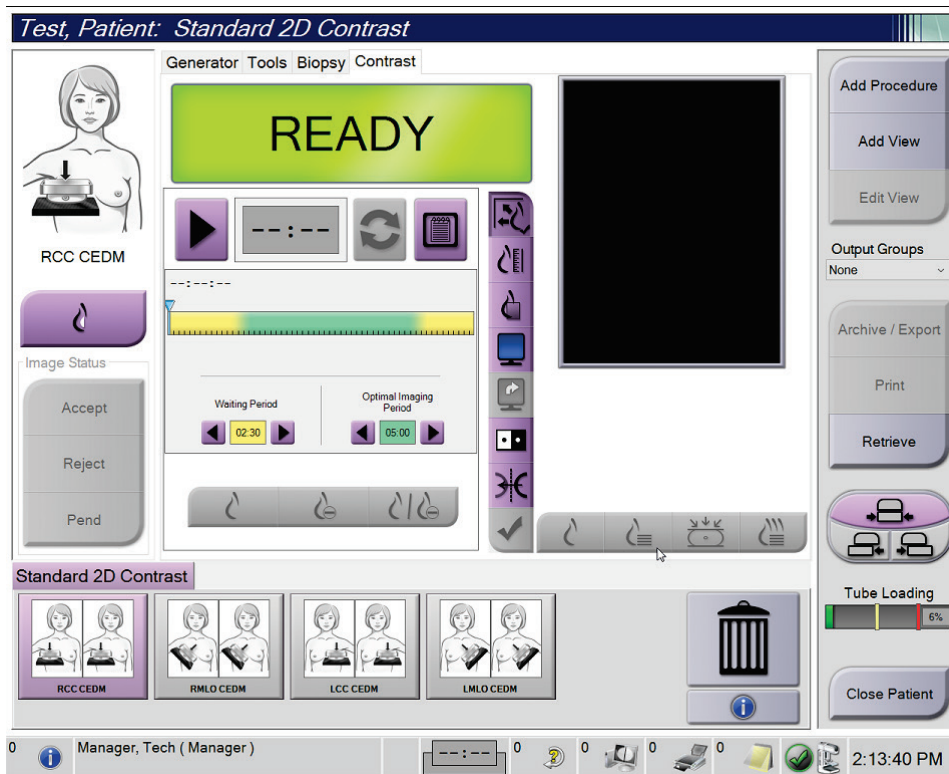 Test, Patient: Standard 2D Contrast
Generator Tools Biopsy Contrast
READY
--:--
--:--:--
Waiting Period
02:30
Optimal Imaging
Period
05:00
RCC CEDM
Image Status
Accept
Reject
Pend
Add Procedure
Add View
Edit View
Output Groups
None
Archive / Export
Print
Retrieve
Tube Loading
6%
Close Patient
Standard 2D Contrast
RCC CEDM
RMLO CEDM
LCC CEDM
LMLO CEDM
0 Manager, Tech ( Manager ) --:-- 0 0 0 0 2:13:40 PM